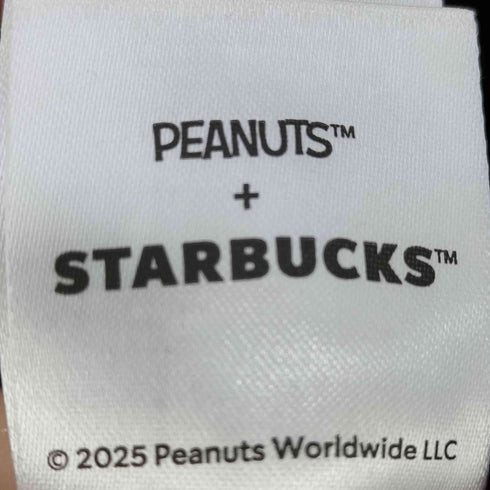 PEANUTS™
+
STARBUCKS™
© 2025 Peanuts Worldwide LLC